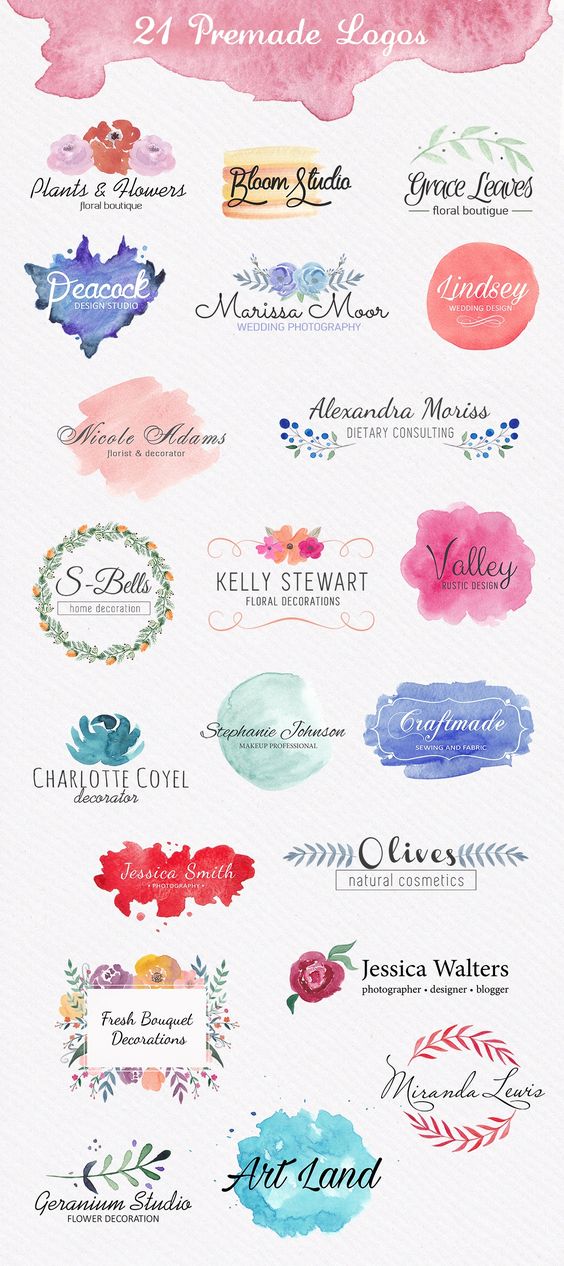 21 Premade Logos
Plants & Flowers
floral boutique
Bloom Studio
Grace Leaves
floral boutigue
Peacock
DESIGN STUDIO
Marissa Moor
WEDDING PHOTOGRAPHY
Lindsey
WEDDING DESIGN
Nicole Adams
florist & decorator
Alexandra Moriss
DIETARY CONSULTING
S-Bells
home decoration
KELLY STEWART
FLORAL DECORATIONS
Valley
RUSTIC DESIGN
Charlotte Coyel
decorator
Stephanie Johnson
MAKEUP PROFESSIONAL
Craftmade
SEWING AND FABRIC
Jessica Smith
• PHOTOGRAPHY •
Olives
natural cosmetics
Fresh Bouquet
Decorations
Jessica Walters
photographer • designer • blogger
Miranda Lewis
Geranium Studio
FLOWER DECORATION
Art Land